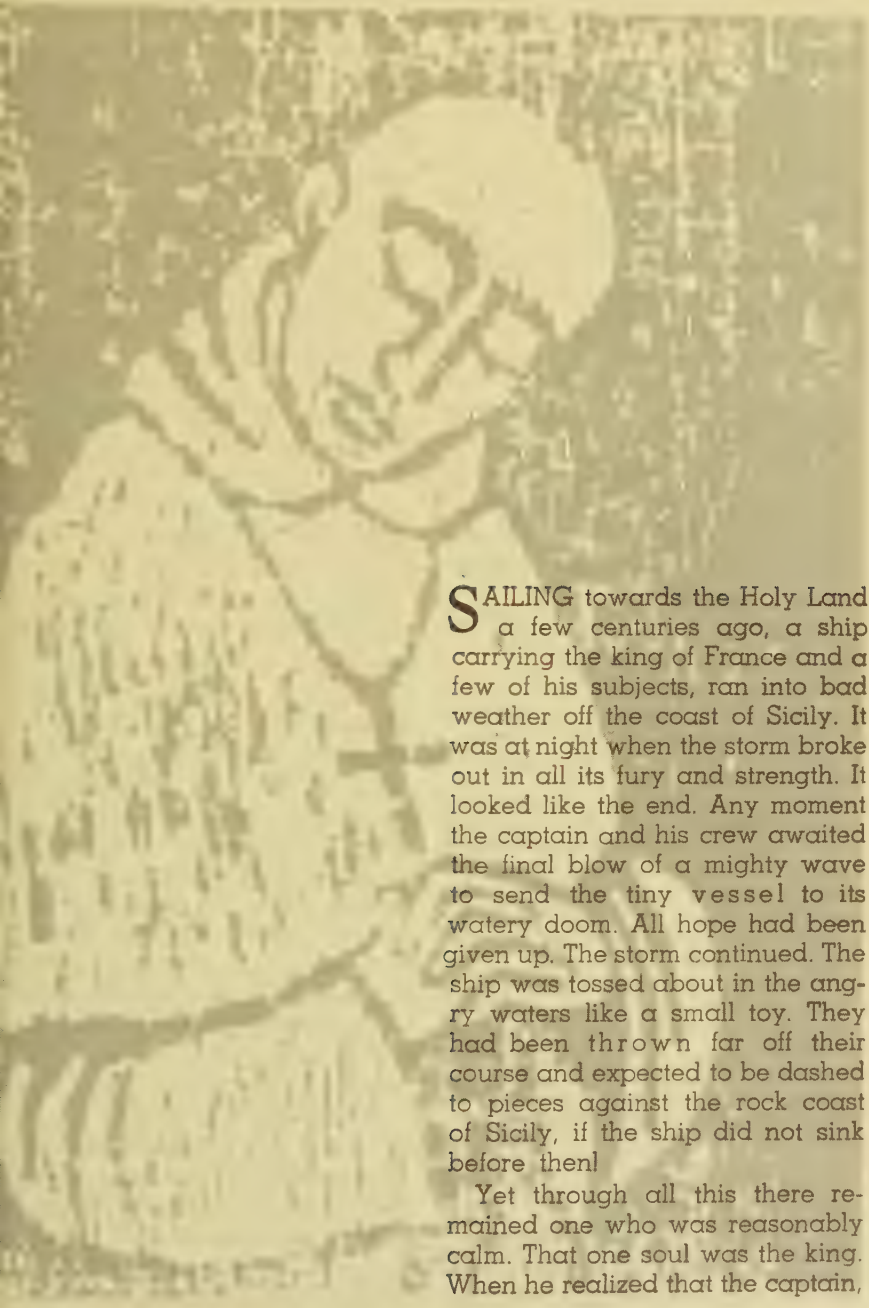 SAILING towards the Holy Land
a few centuries ago, a ship
carrying the king of France and a
few of his subjects, ran into bad
weather off the coast of Sicily. It
was at night when the storm broke
out in all its fury and strength. It
looked like the end. Any moment
the captain and his crew awaited
the final blow of a mighty wave
to send the tiny vessel to its
watery doom. All hope had been
given up. The storm continued. The
ship was tossed about in the ang-
ry waters like a small toy. They
had been thrown far off their
course and expected to be dashed
to pieces against the rock coast
of Sicily, if the ship did not sink
before then!
Yet through all this there re-
mained one who was reasonably
calm. That one soul was the king.
When he realized that the captain,